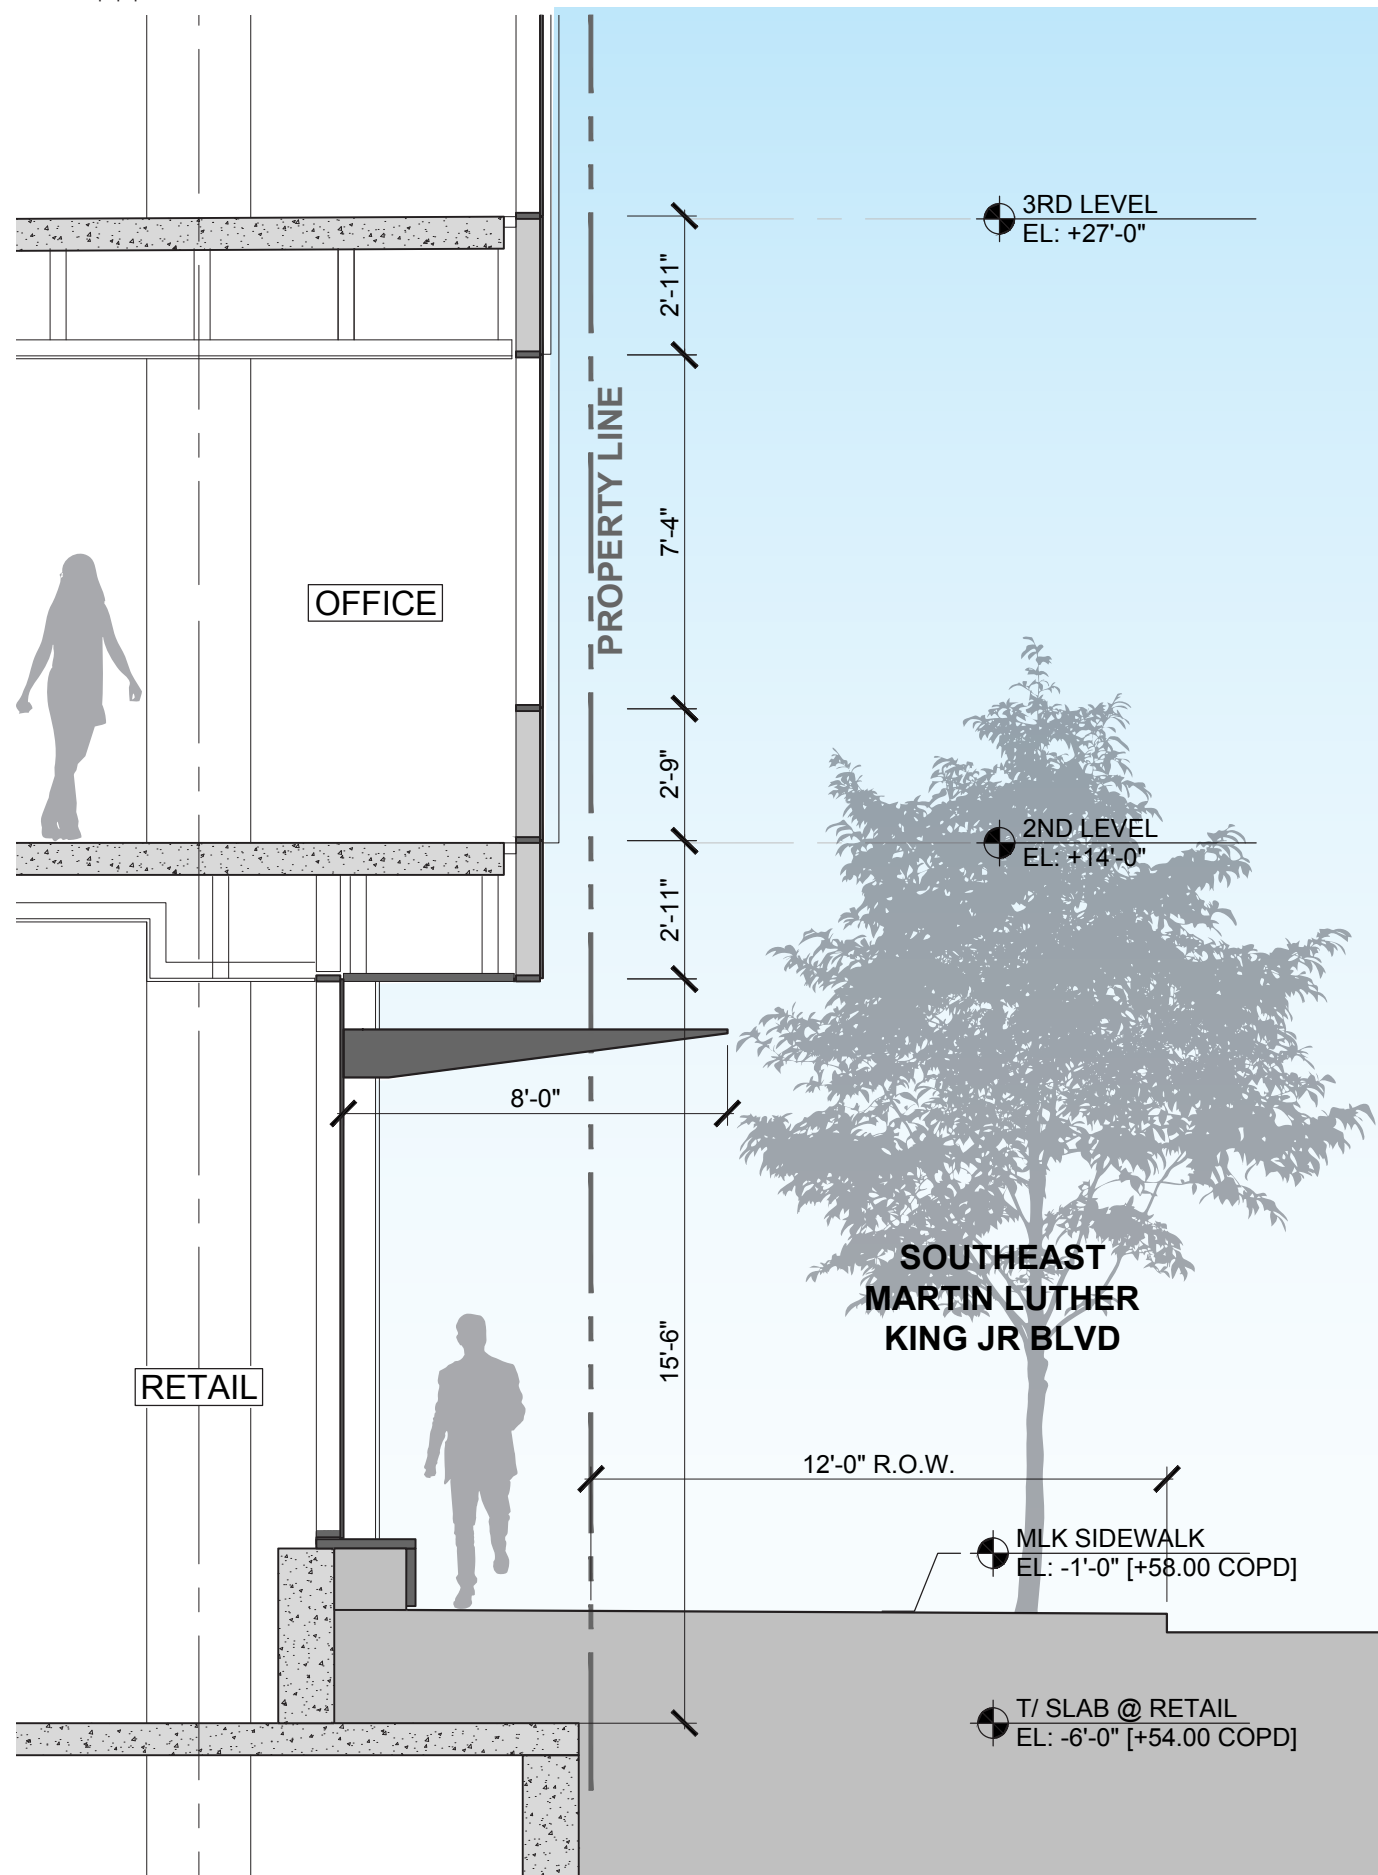 3RD LEVEL
EL: +27'-0"
2'-11"
PROPERTY LINE
7'-4"
OFFICE
2'-9"
2ND LEVEL
EL: +14'-0"
2'-11"
8'-0"
SOUTHEAST
MARTIN LUTHER
KING JR BLVD
15'-6"
RETAIL
12'-0" R.O.W.
MLK SIDEWALK
EL: -1'-0" [+58.00 COPD]
T/ SLAB @ RETAIL
EL: -6'-0" [+54.00 COPD]